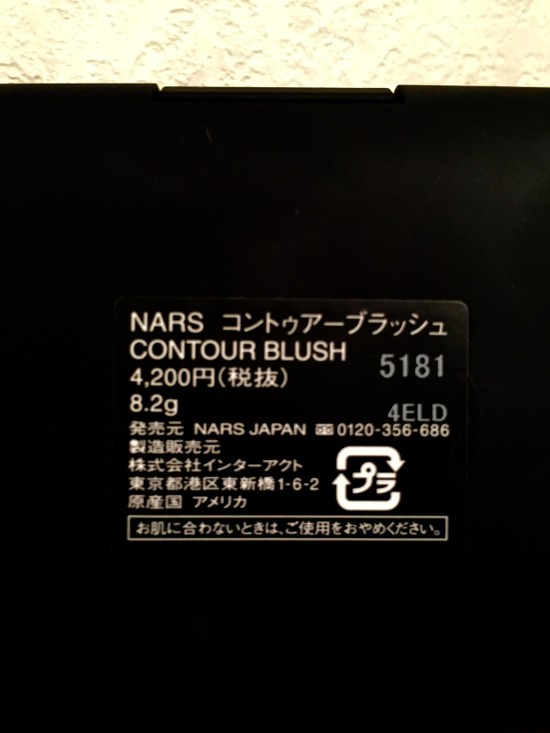 NARS コントゥアーブラッシュ
CONTOUR BLUSH
5181
4,200円(税抜)
8.2g
4ELD
発売元 NARS JAPAN 0120-356-686
製造販売元
株式会社インターアクト
東京都港区東新橋1-6-2
原産国 アメリカ
プラ
お肌に合わないときは、ご使用をおやめください。